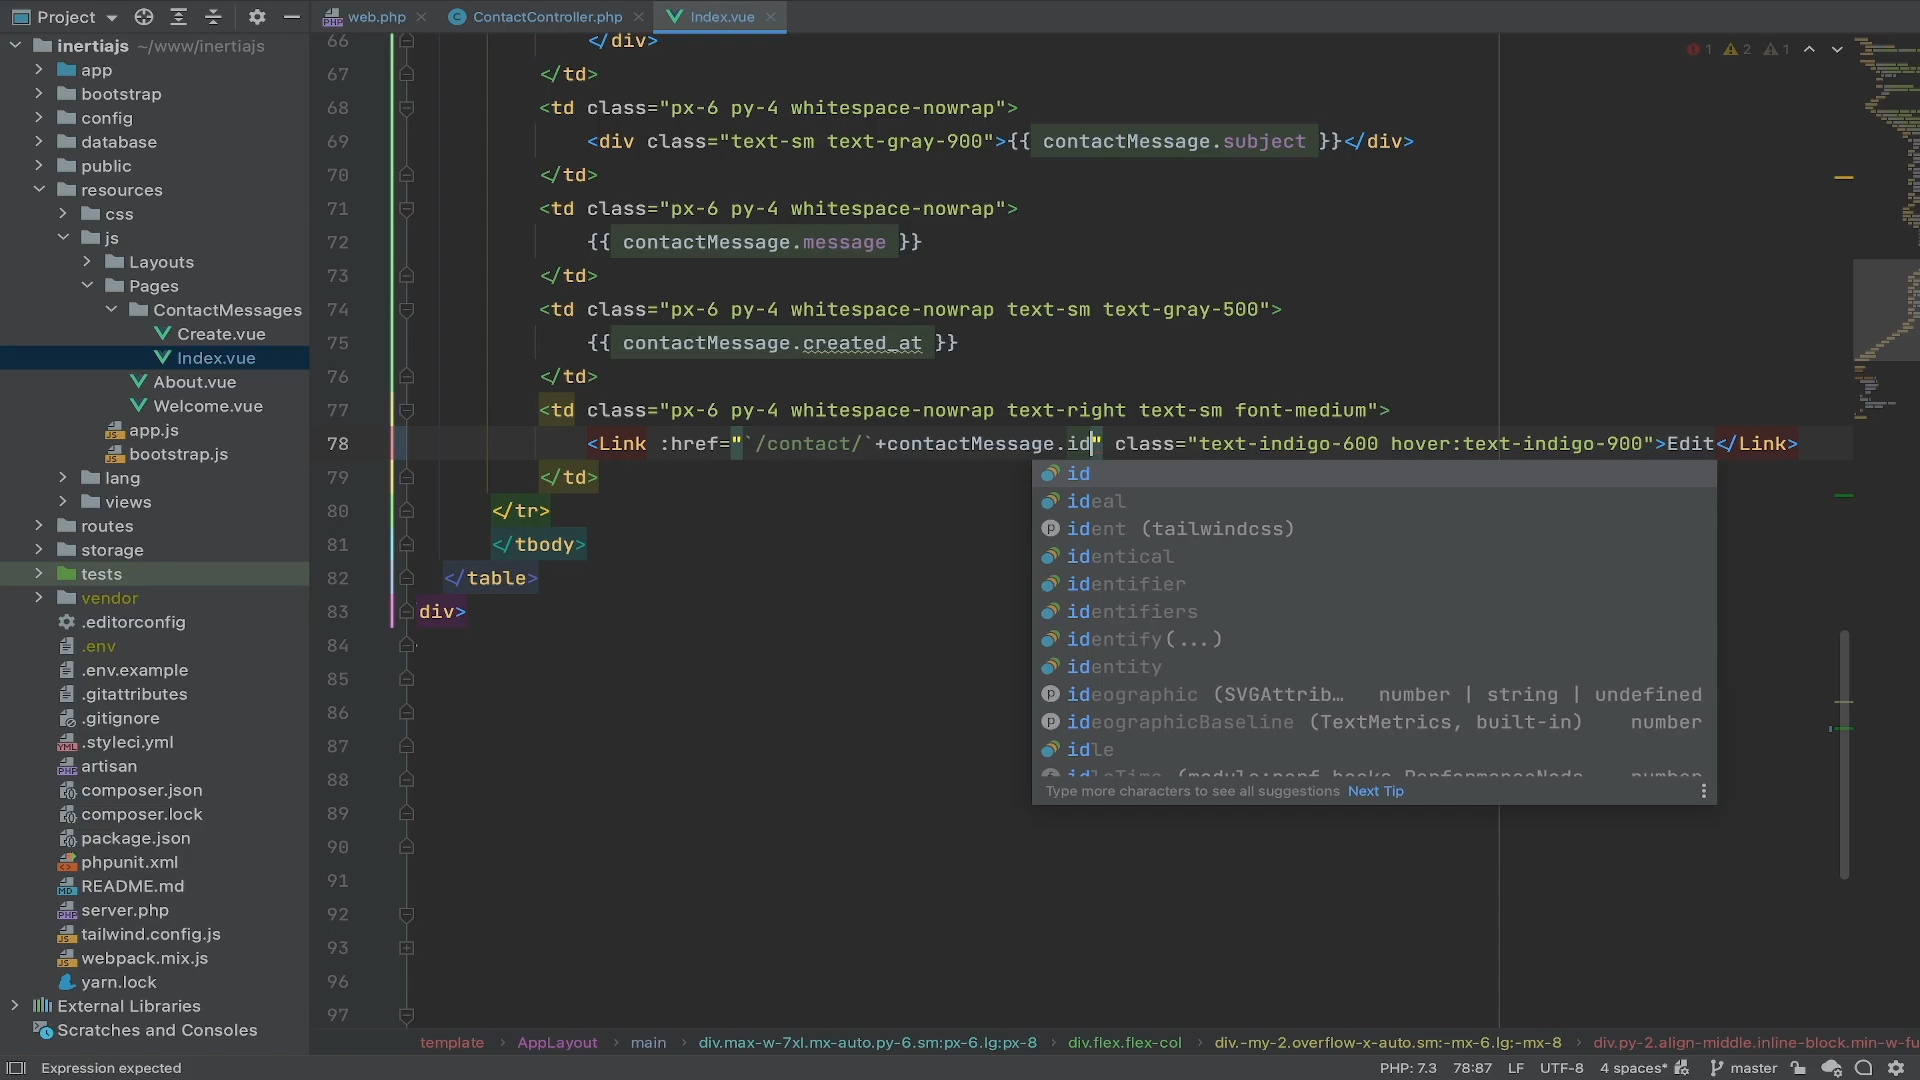 Project
web.php
ContactController.php
Index.vue
inertiajs ~/www/inertiajs
app
bootstrap
config
database
public
resources
css
js
Layouts
Pages
ContactMessages
Create.vue
Index.vue
About.vue
Welcome.vue
app.js
bootstrap.js
lang
views
routes
storage
tests
vendor
.editorconfig
.env
.env.example
.gitattributes
.gitignore
.styleci.yml
artisan
composer.json
composer.lock
package.json
phpunit.xml
README.md
server.php
tailwind.config.js
webpack.mix.js
yarn.lock
External Libraries
Scratches and Consoles
1 2 1
66 </div>
67 </td>
68 <td class="px-6 py-4 whitespace-nowrap">
69 <div class="text-sm text-gray-900">{{ contactMessage.subject }}</div>
70 </td>
71 <td class="px-6 py-4 whitespace-nowrap">
72 {{ contactMessage.message }}
73 </td>
74 <td class="px-6 py-4 whitespace-nowrap text-sm text-gray-500">
75 {{ contactMessage.created_at }}
76 </td>
77 <td class="px-6 py-4 whitespace-nowrap text-right text-sm font-medium">
78 <Link :href="`/contact/`+contactMessage.id" class="text-indigo-600 hover:text-indigo-900">Edit</Link>
79 </td>
80 </tr>
81 </tbody>
82 </table>
83 div>
84
85
86
87
88
89
90
91
92
93
96
97
id
ideal
ident (tailwindcss)
identical
identifier
identifiers
identify(...)
identity
ideographic (SVGAttrib… number | string | undefined
ideographicBaseline (TextMetrics, built-in) number
idle
Type more characters to see all suggestions Next Tip
template AppLayout main div.max-w-7xl.mx-auto.py-6.sm:px-6.lg:px-8 div.flex.flex-col div.-my-2.overflow-x-auto.sm:-mx-6.lg:-mx-8 div.py-2.align-middle.inline-block.min-w-fu
Expression expected
PHP: 7.3 78:87 LF UTF-8 4 spaces* master